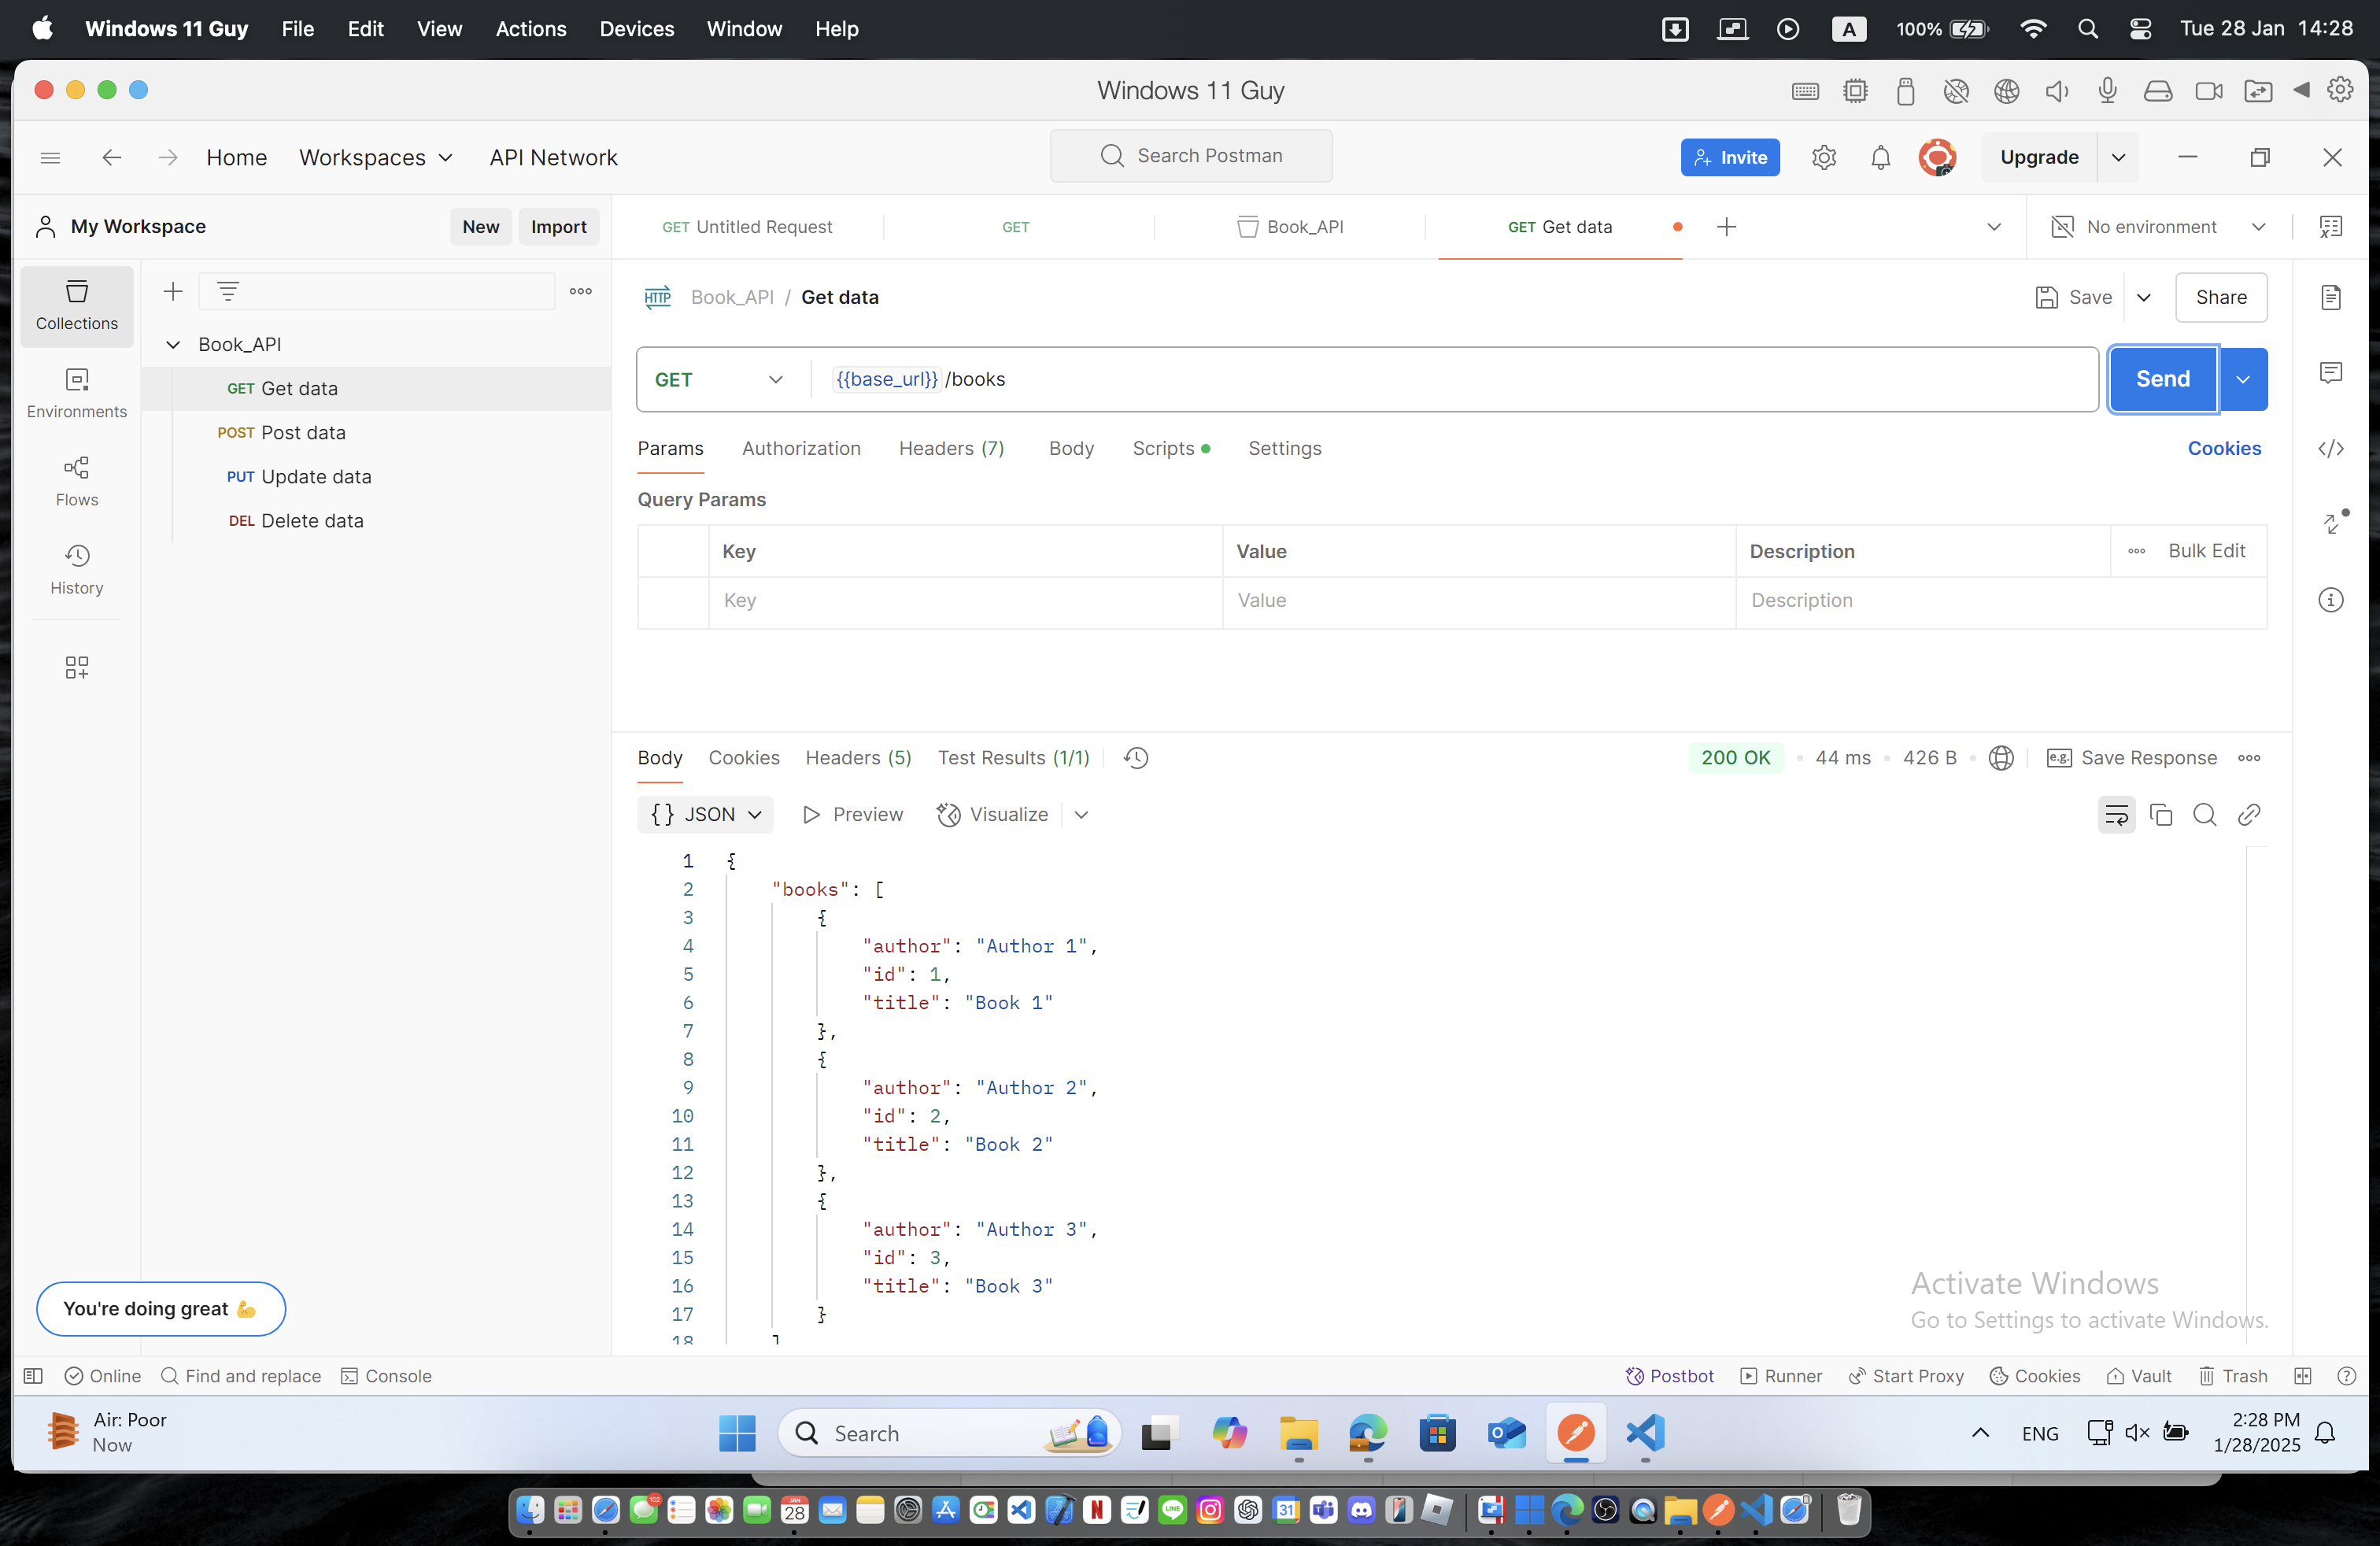 Windows 11 Guy File Edit View Actions Devices Window Help A 100% Tue 28 Jan 14:28
Windows 11 Guy
Home Workspaces API Network Search Postman Invite Upgrade
My Workspace New Import GET Untitled Request GET Book_API GET Get data No environment
Collections
HTTP Book_API / Get data Save Share
Book_API
GET {{base_url}}/books Send
GET Get data
Environments
POST Post data
Params Authorization Headers (7) Body Scripts Settings Cookies
PUT Update data
Flows
Query Params
DEL Delete data
Key Value Description Bulk Edit
History
Key Value Description
Body Cookies Headers (5) Test Results (1/1) 200 OK 44 ms 426 B e.g. Save Response
{} JSON Preview Visualize
1 {
2 "books": [
3 {
4 "author": "Author 1",
5 "id": 1,
6 "title": "Book 1"
7 },
8 {
9 "author": "Author 2",
10 "id": 2,
11 "title": "Book 2"
12 },
13 {
14 "author": "Author 3",
15 "id": 3,
16 "title": "Book 3"
17 }
18 ]
You're doing great 💪
Activate Windows
Go to Settings to activate Windows.
Online Find and replace Console Postbot Runner Start Proxy Cookies Vault Trash
Air: Poor
Now
Search
ENG
2:28 PM
1/28/2025
102
JAN
28
N
LINE
31